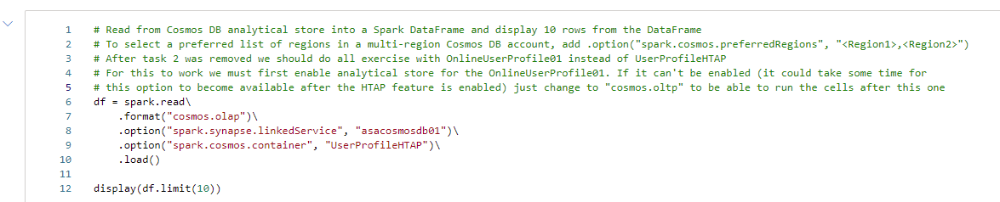 1 # Read from Cosmos DB analytical store into a Spark DataFrame and display 10 rows from the DataFrame
2 # To select a preferred list of regions in a multi-region Cosmos DB account, add .option("spark.cosmos.preferredRegions", "<Region1>,<Region2>")
3 # After task 2 was removed we should do all exercise with OnlineUserProfile01 instead of UserProfileHTAP
4 # For this to work we must first enable analytical store for the OnlineUserProfile01. If it can't be enabled (it could take some time for
5 # this option to become available after the HTAP feature is enabled) just change to "cosmos.oltp" to be able to run the cells after this one
6 df = spark.read\
7     .format("cosmos.olap")\
8     .option("spark.synapse.linkedService", "asacosmosdb01")\
9     .option("spark.cosmos.container", "UserProfileHTAP")\
10     .load()
11
12 display(df.limit(10))